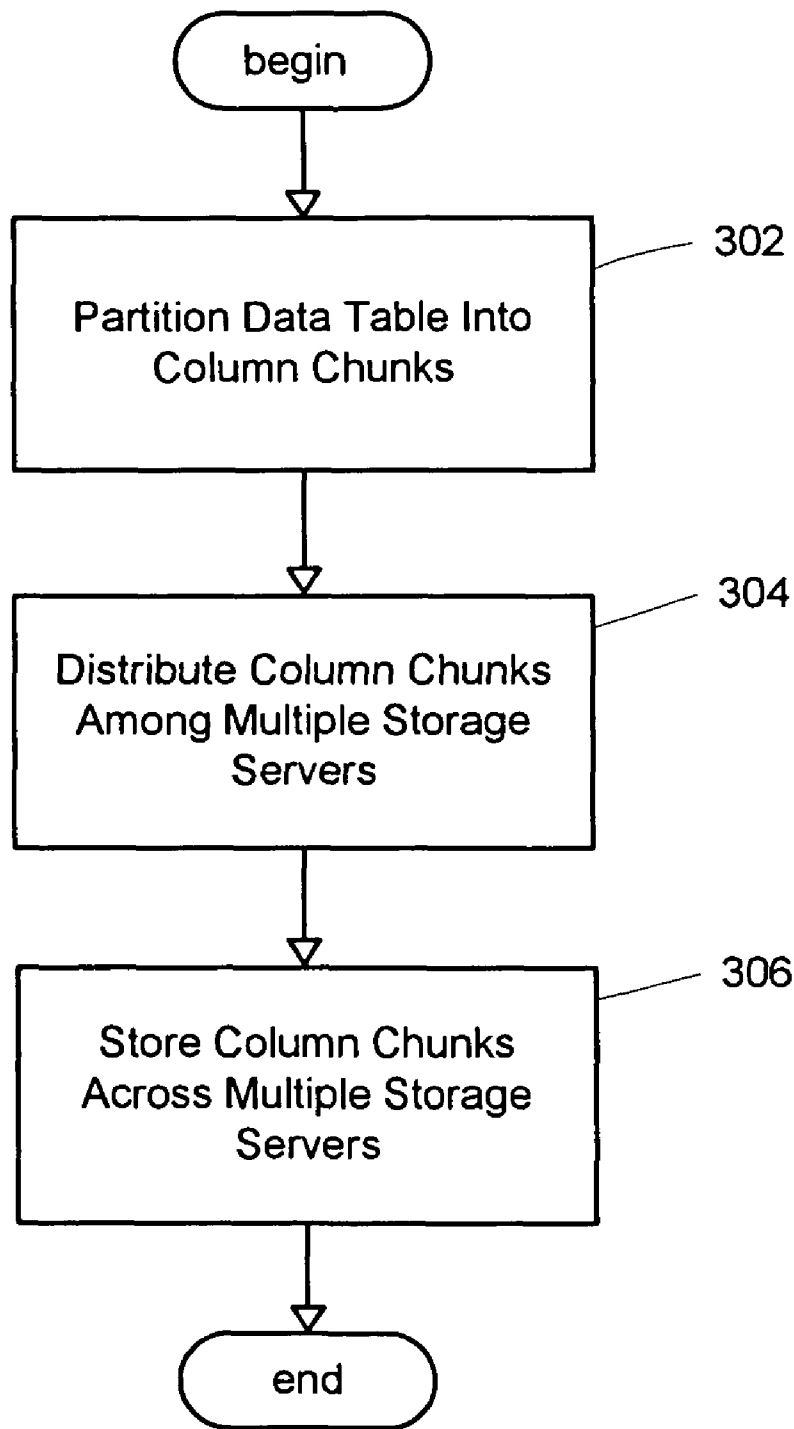 begin
302
Partition Data Table Into
Column Chunks
304
Distribute Column Chunks
Among Multiple Storage
Servers
306
Store Column Chunks
Across Multiple Storage
Servers
end